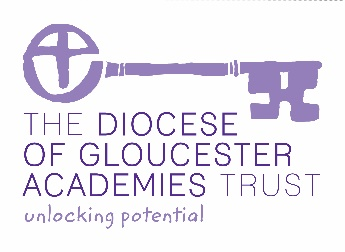 THE DIOCESE
OF GLOUCESTER
ACADEMIES TRUST
unlocking potential